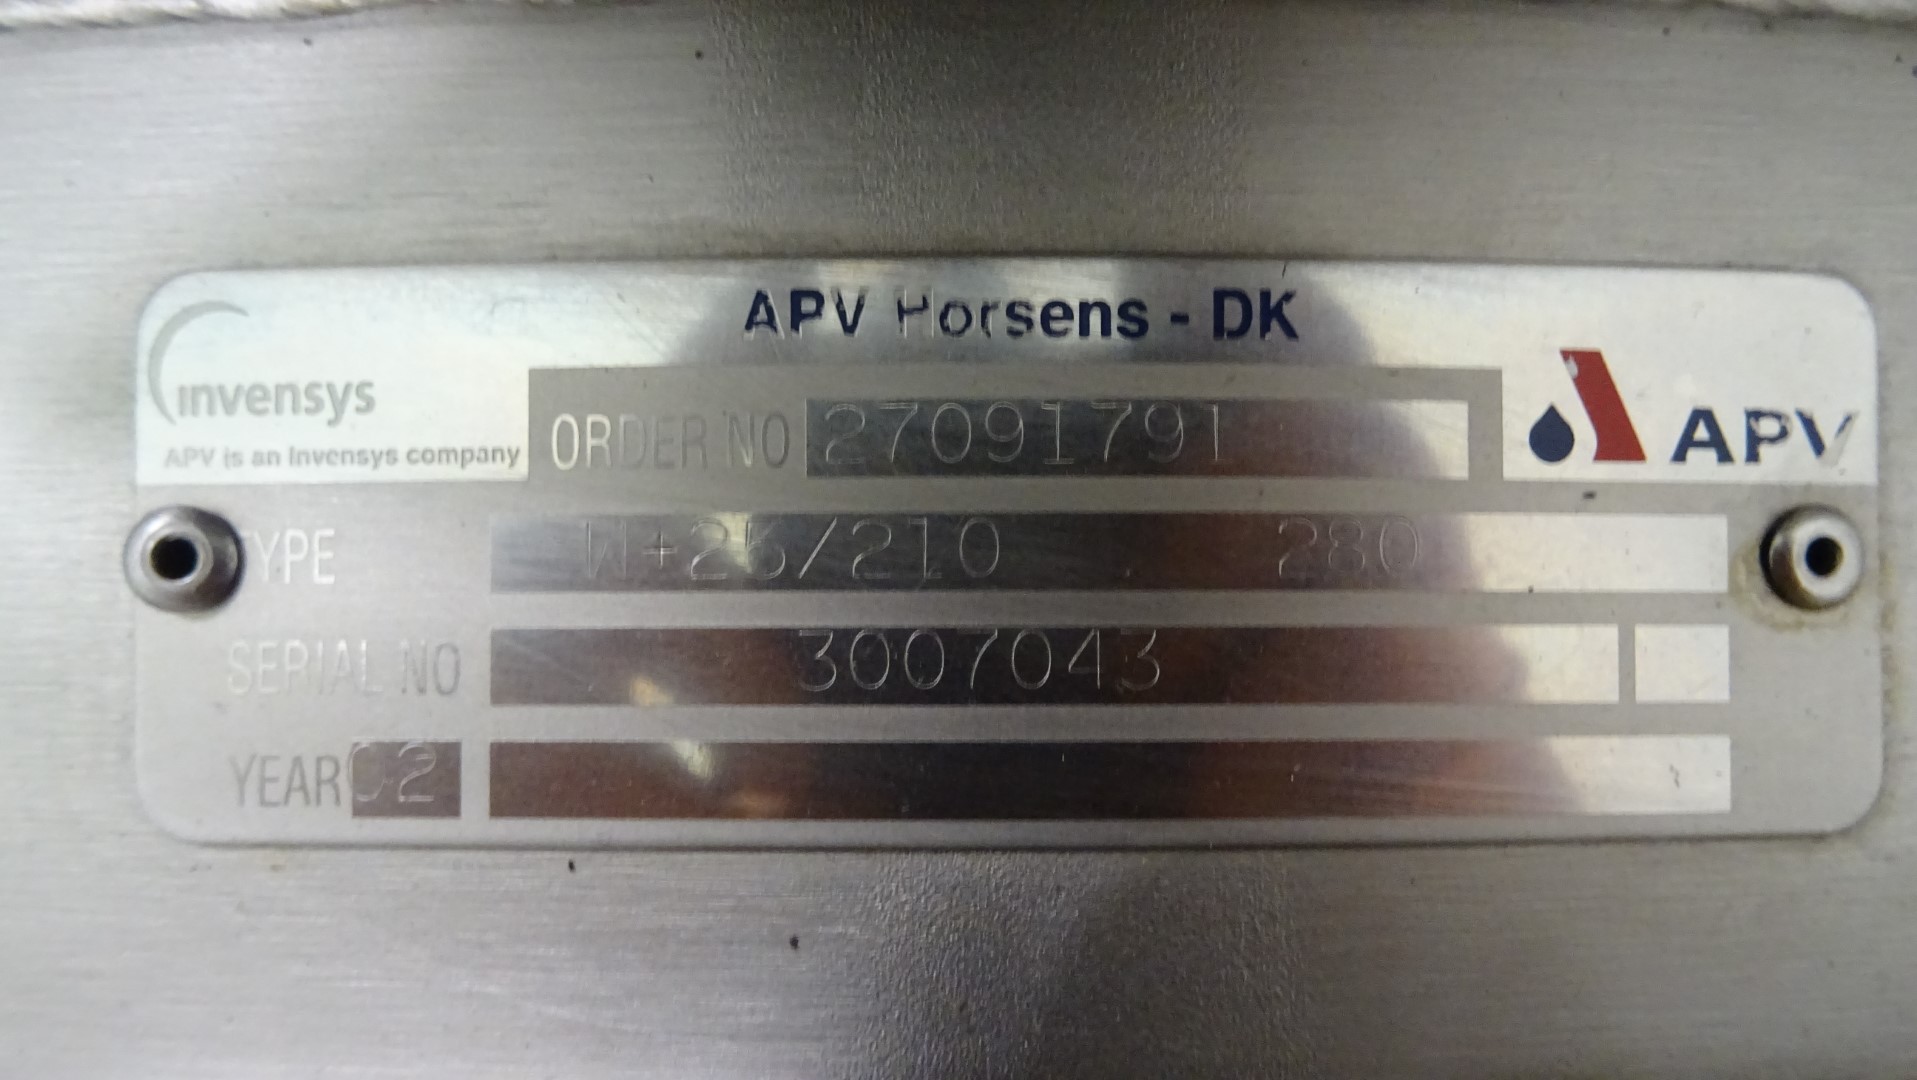 APV Horsens - DK
invensys
APV is an Invensys company
ORDER NO 27091791
APV
TYPE W+25/210 280
SERIAL NO 3007043
YEAR 02